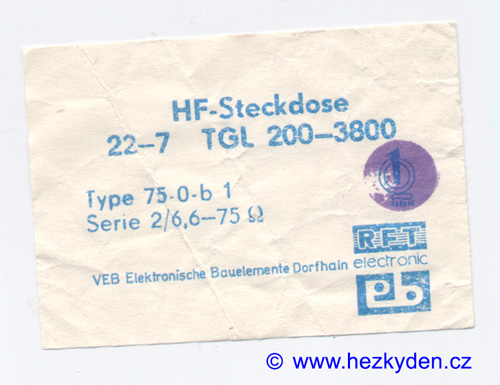 HF-Steckdose
22-7 TGL 200-3800
Type 75-0-b 1
Serie 2/6,6-75 Ω
1
RFT
electronic
VEB Elektronische Bauelemente Dorfhain
eb
© www.hezkyden.cz